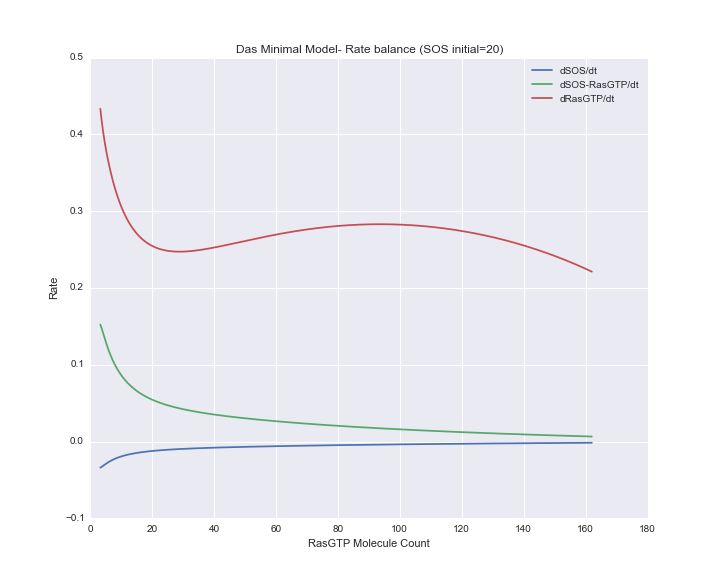 Das Minimal Model- Rate balance (SOS initial=20)
dSOS/dt
dSOS-RasGTP/dt
dRasGTP/dt
0.5
0.4
0.3
0.2
0.1
0.0
−0.1
Rate
0 20 40 60 80 100 120 140 160 180
RasGTP Molecule Count